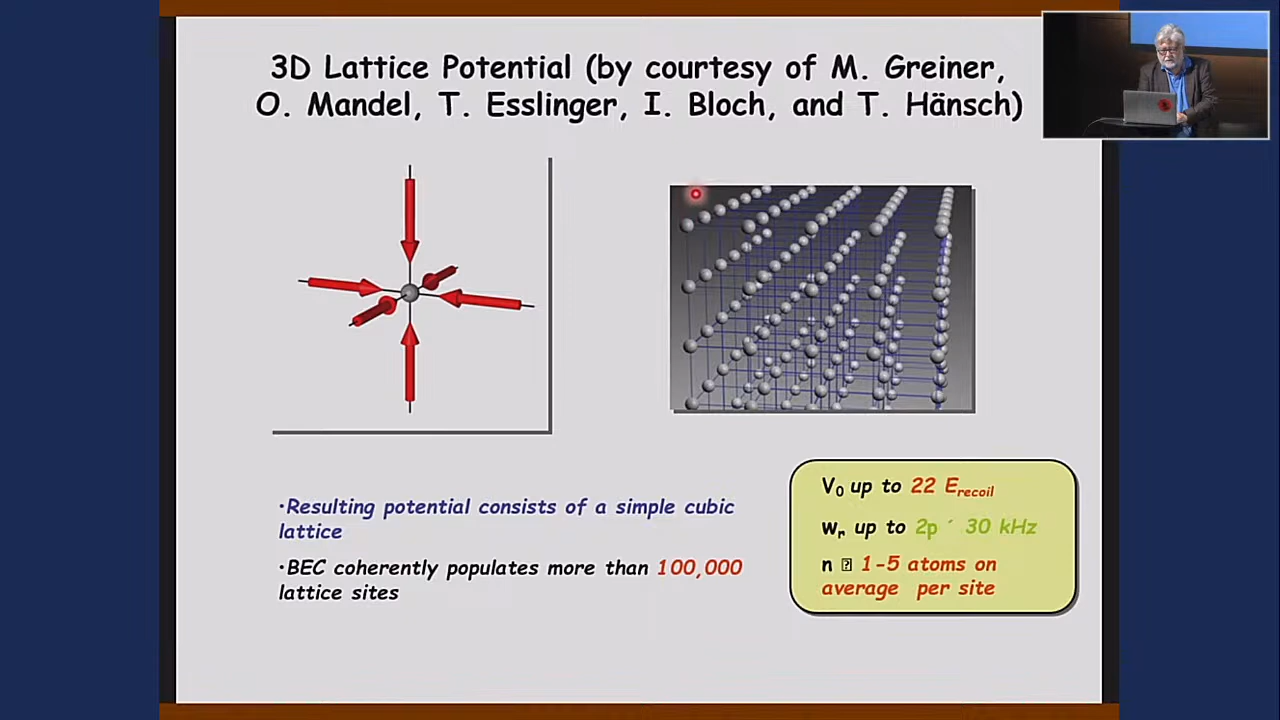 3D Lattice Potential (by courtesy of M. Greiner,
O. Mandel, T. Esslinger, I. Bloch, and T. Hänsch)
·Resulting potential consists of a simple cubic
lattice
·BEC coherently populates more than 100,000
lattice sites
V0 up to 22 Erecoil
wr up to 2p ´ 30 kHz
n 1-5 atoms on
average per site